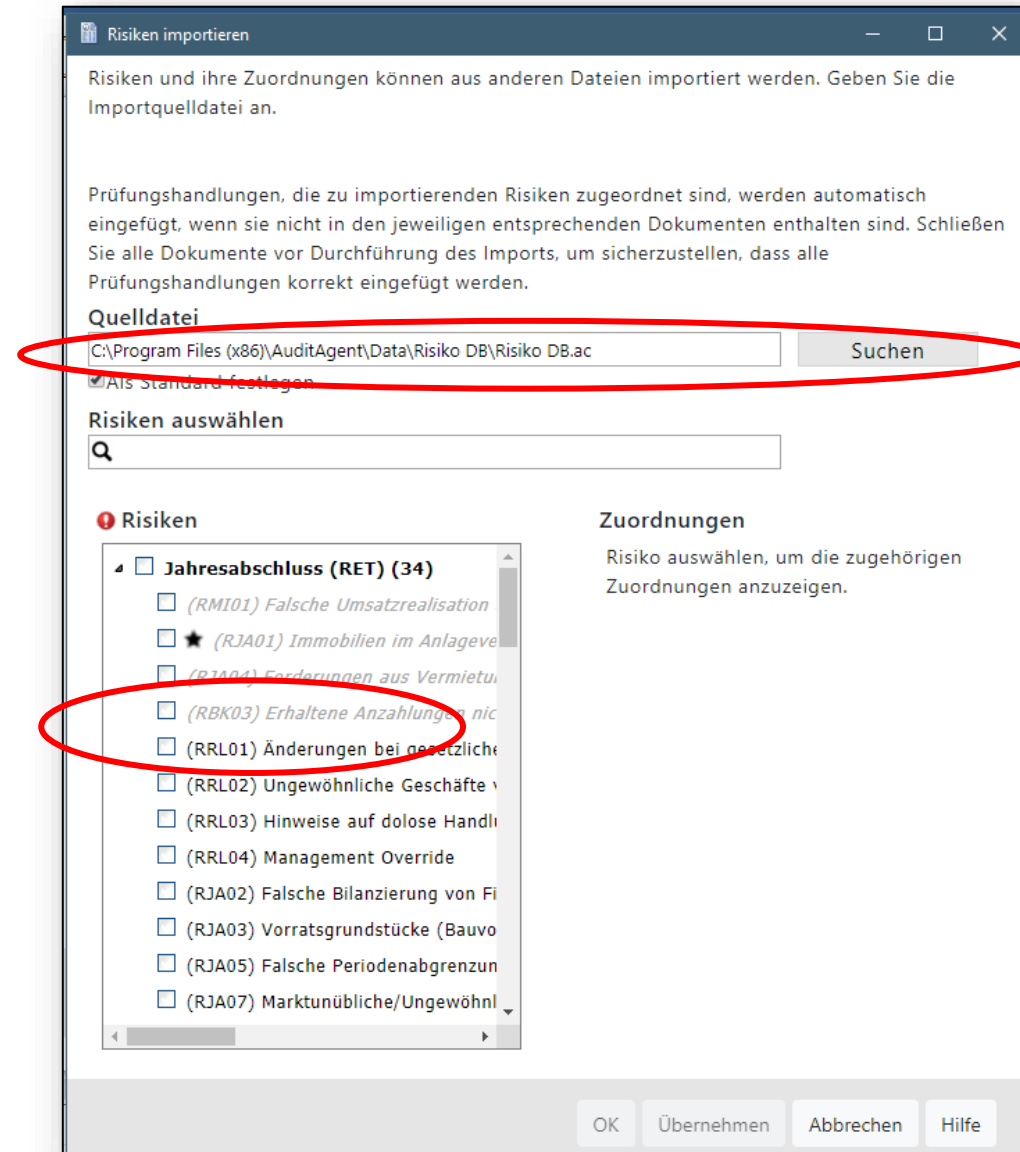 Risiken importieren
Risiken und ihre Zuordnungen können aus anderen Dateien importiert werden. Geben Sie die
Importquelldatei an.
Prüfungshandlungen, die zu importierenden Risiken zugeordnet sind, werden automatisch
eingefügt, wenn sie nicht in den jeweiligen entsprechenden Dokumenten enthalten sind. Schließen
Sie alle Dokumente vor Durchführung des Imports, um sicherzustellen, dass alle
Prüfungshandlungen korrekt eingefügt werden.
Quelldatei
C:\Program Files (x86)\AuditAgent\Data\Risiko DB\Risiko DB.ac
Suchen
Als Standard festlegen
Risiken auswählen
Risiken
Jahresabschluss (RET) (34)
(RMI01) Falsche Umsatzrealisation
(RJA01) Immobilien im Anlageve
(RJA04) Forderungen aus Vermietu
(RBK03) Erhaltene Anzahlungen nic
(RRL01) Änderungen bei gesetzliche
(RRL02) Ungewöhnliche Geschäfte
(RRL03) Hinweise auf dolose Handl
(RRL04) Management Override
(RJA02) Falsche Bilanzierung von Fi
(RJA03) Vorratsgrundstücke (Bauvo
(RJA05) Falsche Periodenabgrenzun
(RJA07) Marktunübliche/Ungewöhnl
Zuordnungen
Risiko auswählen, um die zugehörigen
Zuordnungen anzuzeigen.
OK Übernehmen Abbrechen Hilfe